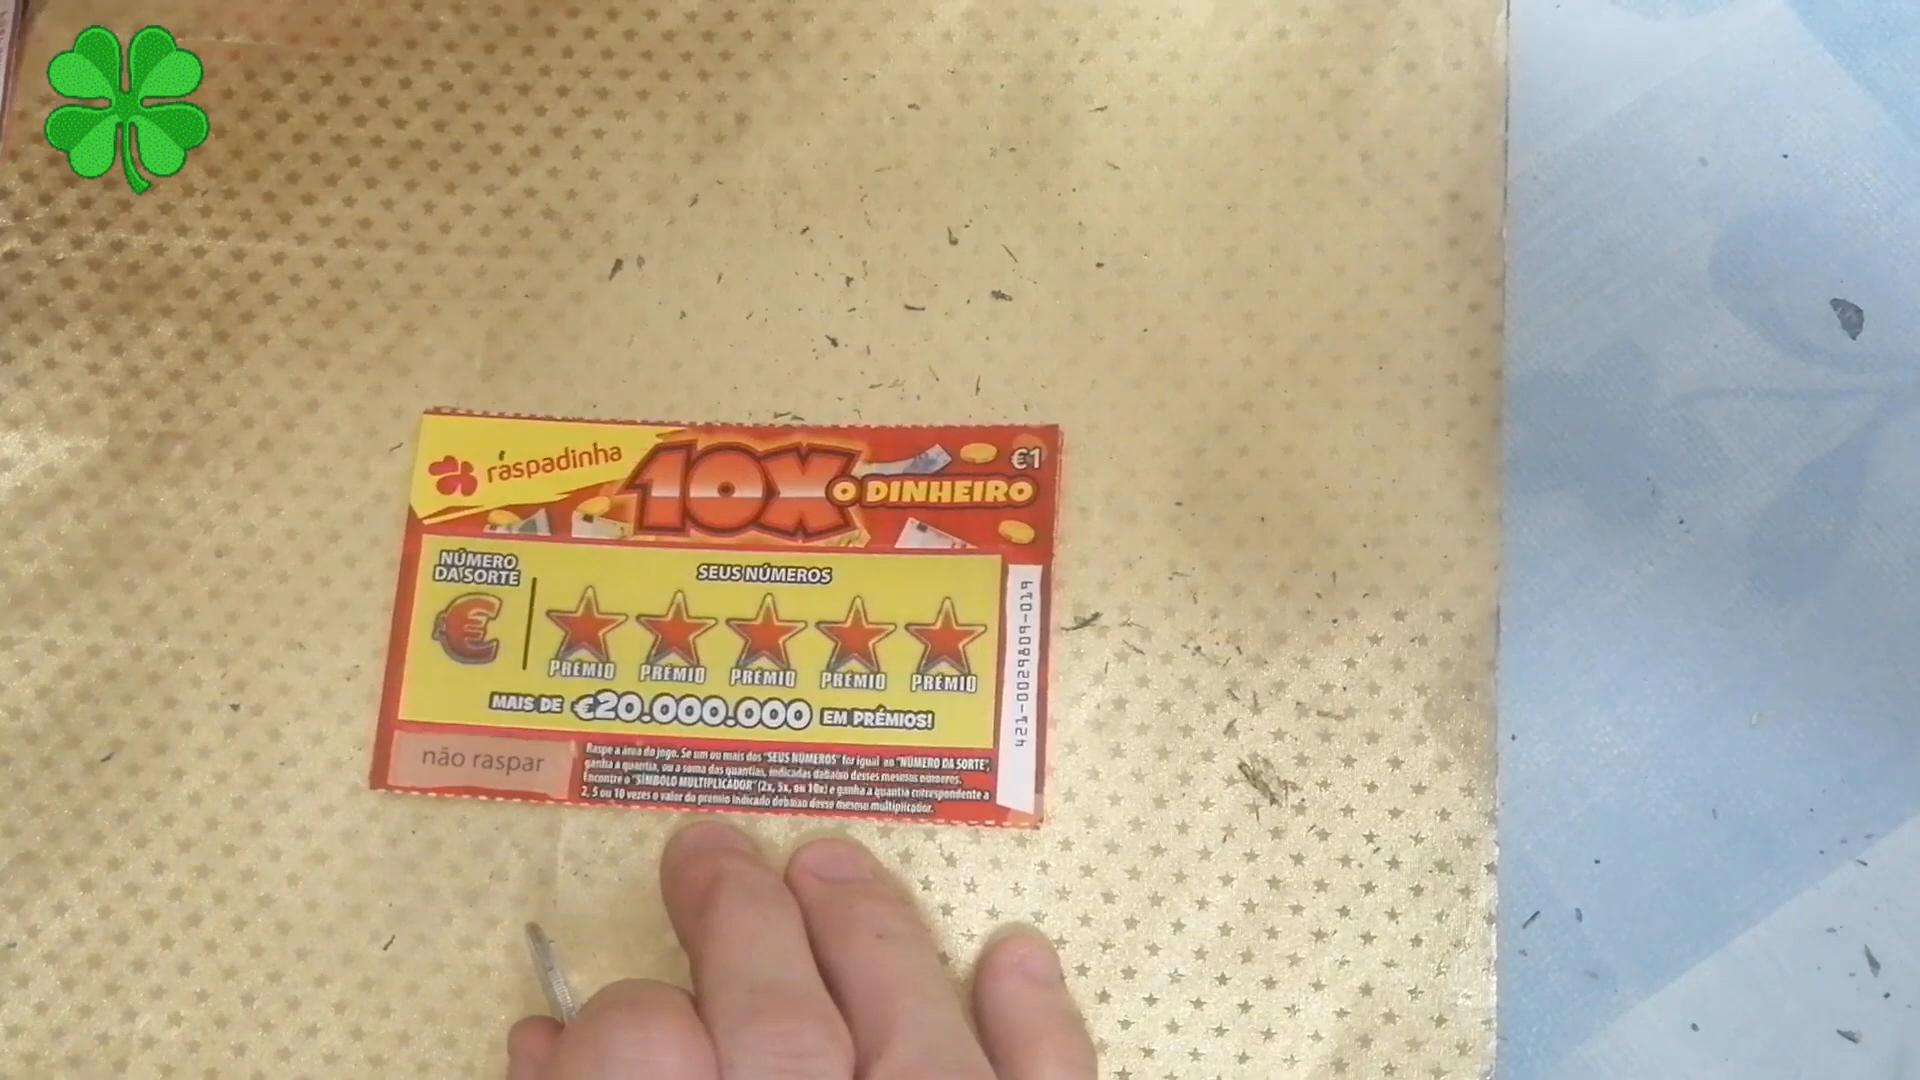 raspadinha
10X O DINHEIRO
€1
NÚMERO
DA SORTE
€
SEUS NÚMEROS
PRÉMIO PRÉMIO PRÉMIO PRÉMIO PRÉMIO
MAIS DE €20.000.000 EM PRÉMIOS!
não raspar
Raspe a área do jogo. Se um ou mais dos "SEUS NÚMEROS" for igual ao "NÚMERO DA SORTE",
ganha a quantia, ou a soma das quantias, indicadas debaixo desses mesmos números.
Encontre o "SÍMBOLO MULTIPLICADOR" (2x, 5x, ou 10x) e ganha a quantia correspondente a
2, 5 ou 10 vezes o valor do prémio indicado debaixo desse mesmo multiplicador.
421-0029809-019